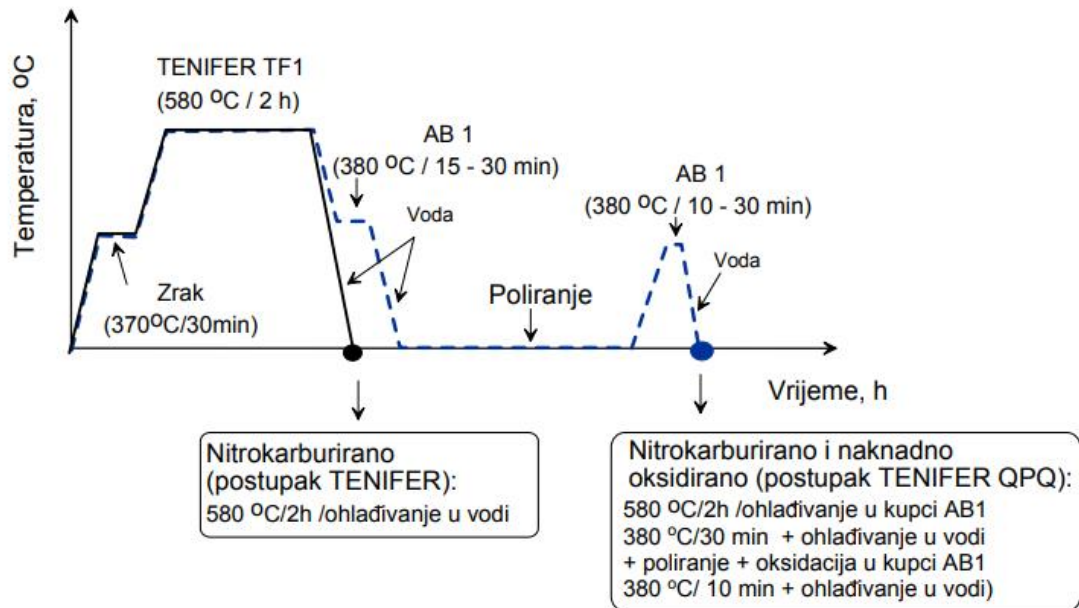 Temperatura, °C
TENIFER TF1
(580 °C / 2 h)
AB 1
(380 °C / 15 - 30 min)
AB 1
(380 °C / 10 - 30 min)
Voda
Voda
Zrak
(370°C/30min)
Poliranje
Vrijeme, h
Nitrokarburirano
(postupak TENIFER):
580 °C/2h /ohlađivanje u vodi
Nitrokarburirano i naknadno
oksidirano (postupak TENIFER QPQ):
580 °C/2h /ohlađivanje u kupci AB1
380 °C/30 min + ohlađivanje u vodi
+ poliranje + oksidacija u kupci AB1
380 °C/ 10 min + ohlađivanje u vodi)